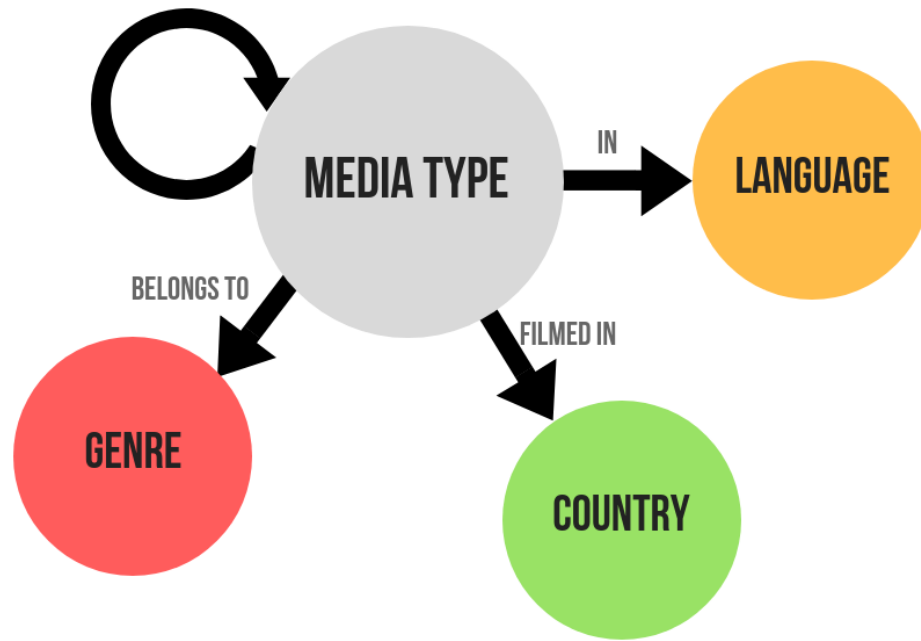 IN
MEDIA TYPE
LANGUAGE
BELONGS TO
FILMED IN
GENRE
COUNTRY